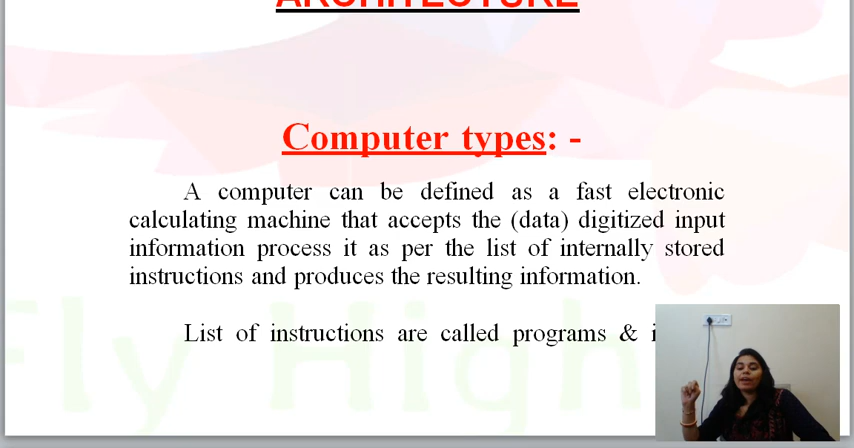 ARCHITECTURE
Computer types: -
A computer can be defined as a fast electronic
calculating machine that accepts the (data) digitized input
information process it as per the list of internally stored
instructions and produces the resulting information.
List of instructions are called programs &
Fly High